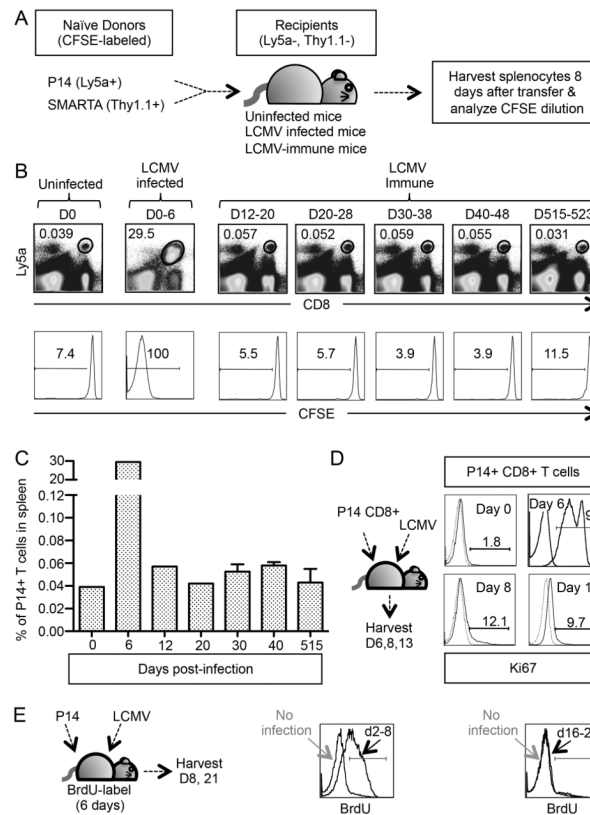 A
Naïve Donors
(CFSE-labeled)
P14 (Ly5a+)
SMARTA (Thy1.1+)
Recipients
(Ly5a-, Thy1.1-)
Uninfected mice
LCMV infected mice
LCMV-immune mice
Harvest splenocytes 8
days after transfer &
analyze CFSE dilution
B
Uninfected
LCMV
infected
LCMV
Immune
D0
D0-6
D12-20
D20-28
D30-38
D40-48
D515-523
Ly5a
0.039
29.5
0.057
0.052
0.059
0.055
0.031
CD8
7.4
100
5.5
5.7
3.9
3.9
11.5
CFSE
C
% of P14+ T cells in spleen
30
20
0.12
0.10
0.08
0.06
0.04
0.02
0.00
0
6
12
20
30
40
515
Days post-infection
D
P14 CD8+
LCMV
Harvest
D6,8,13
P14+ CD8+ T cells
Day 0
1.8
Day 6
9
Day 8
12.1
Day 1
9.7
Ki67
E
P14
LCMV
BrdU-label
(6 days)
Harvest
D8, 21
No
infection
d2-8
BrdU
No
infection
d16-2
BrdU